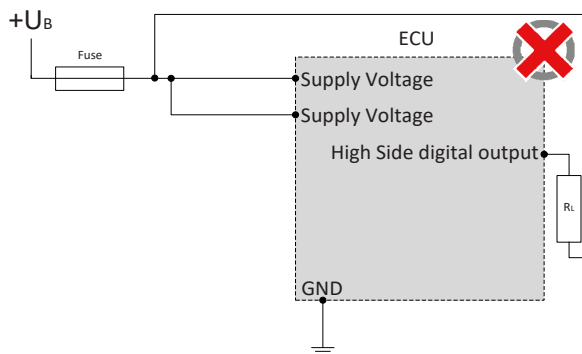 +UB
Fuse
ECU
Supply Voltage
Supply Voltage
High Side digital output
RL
GND